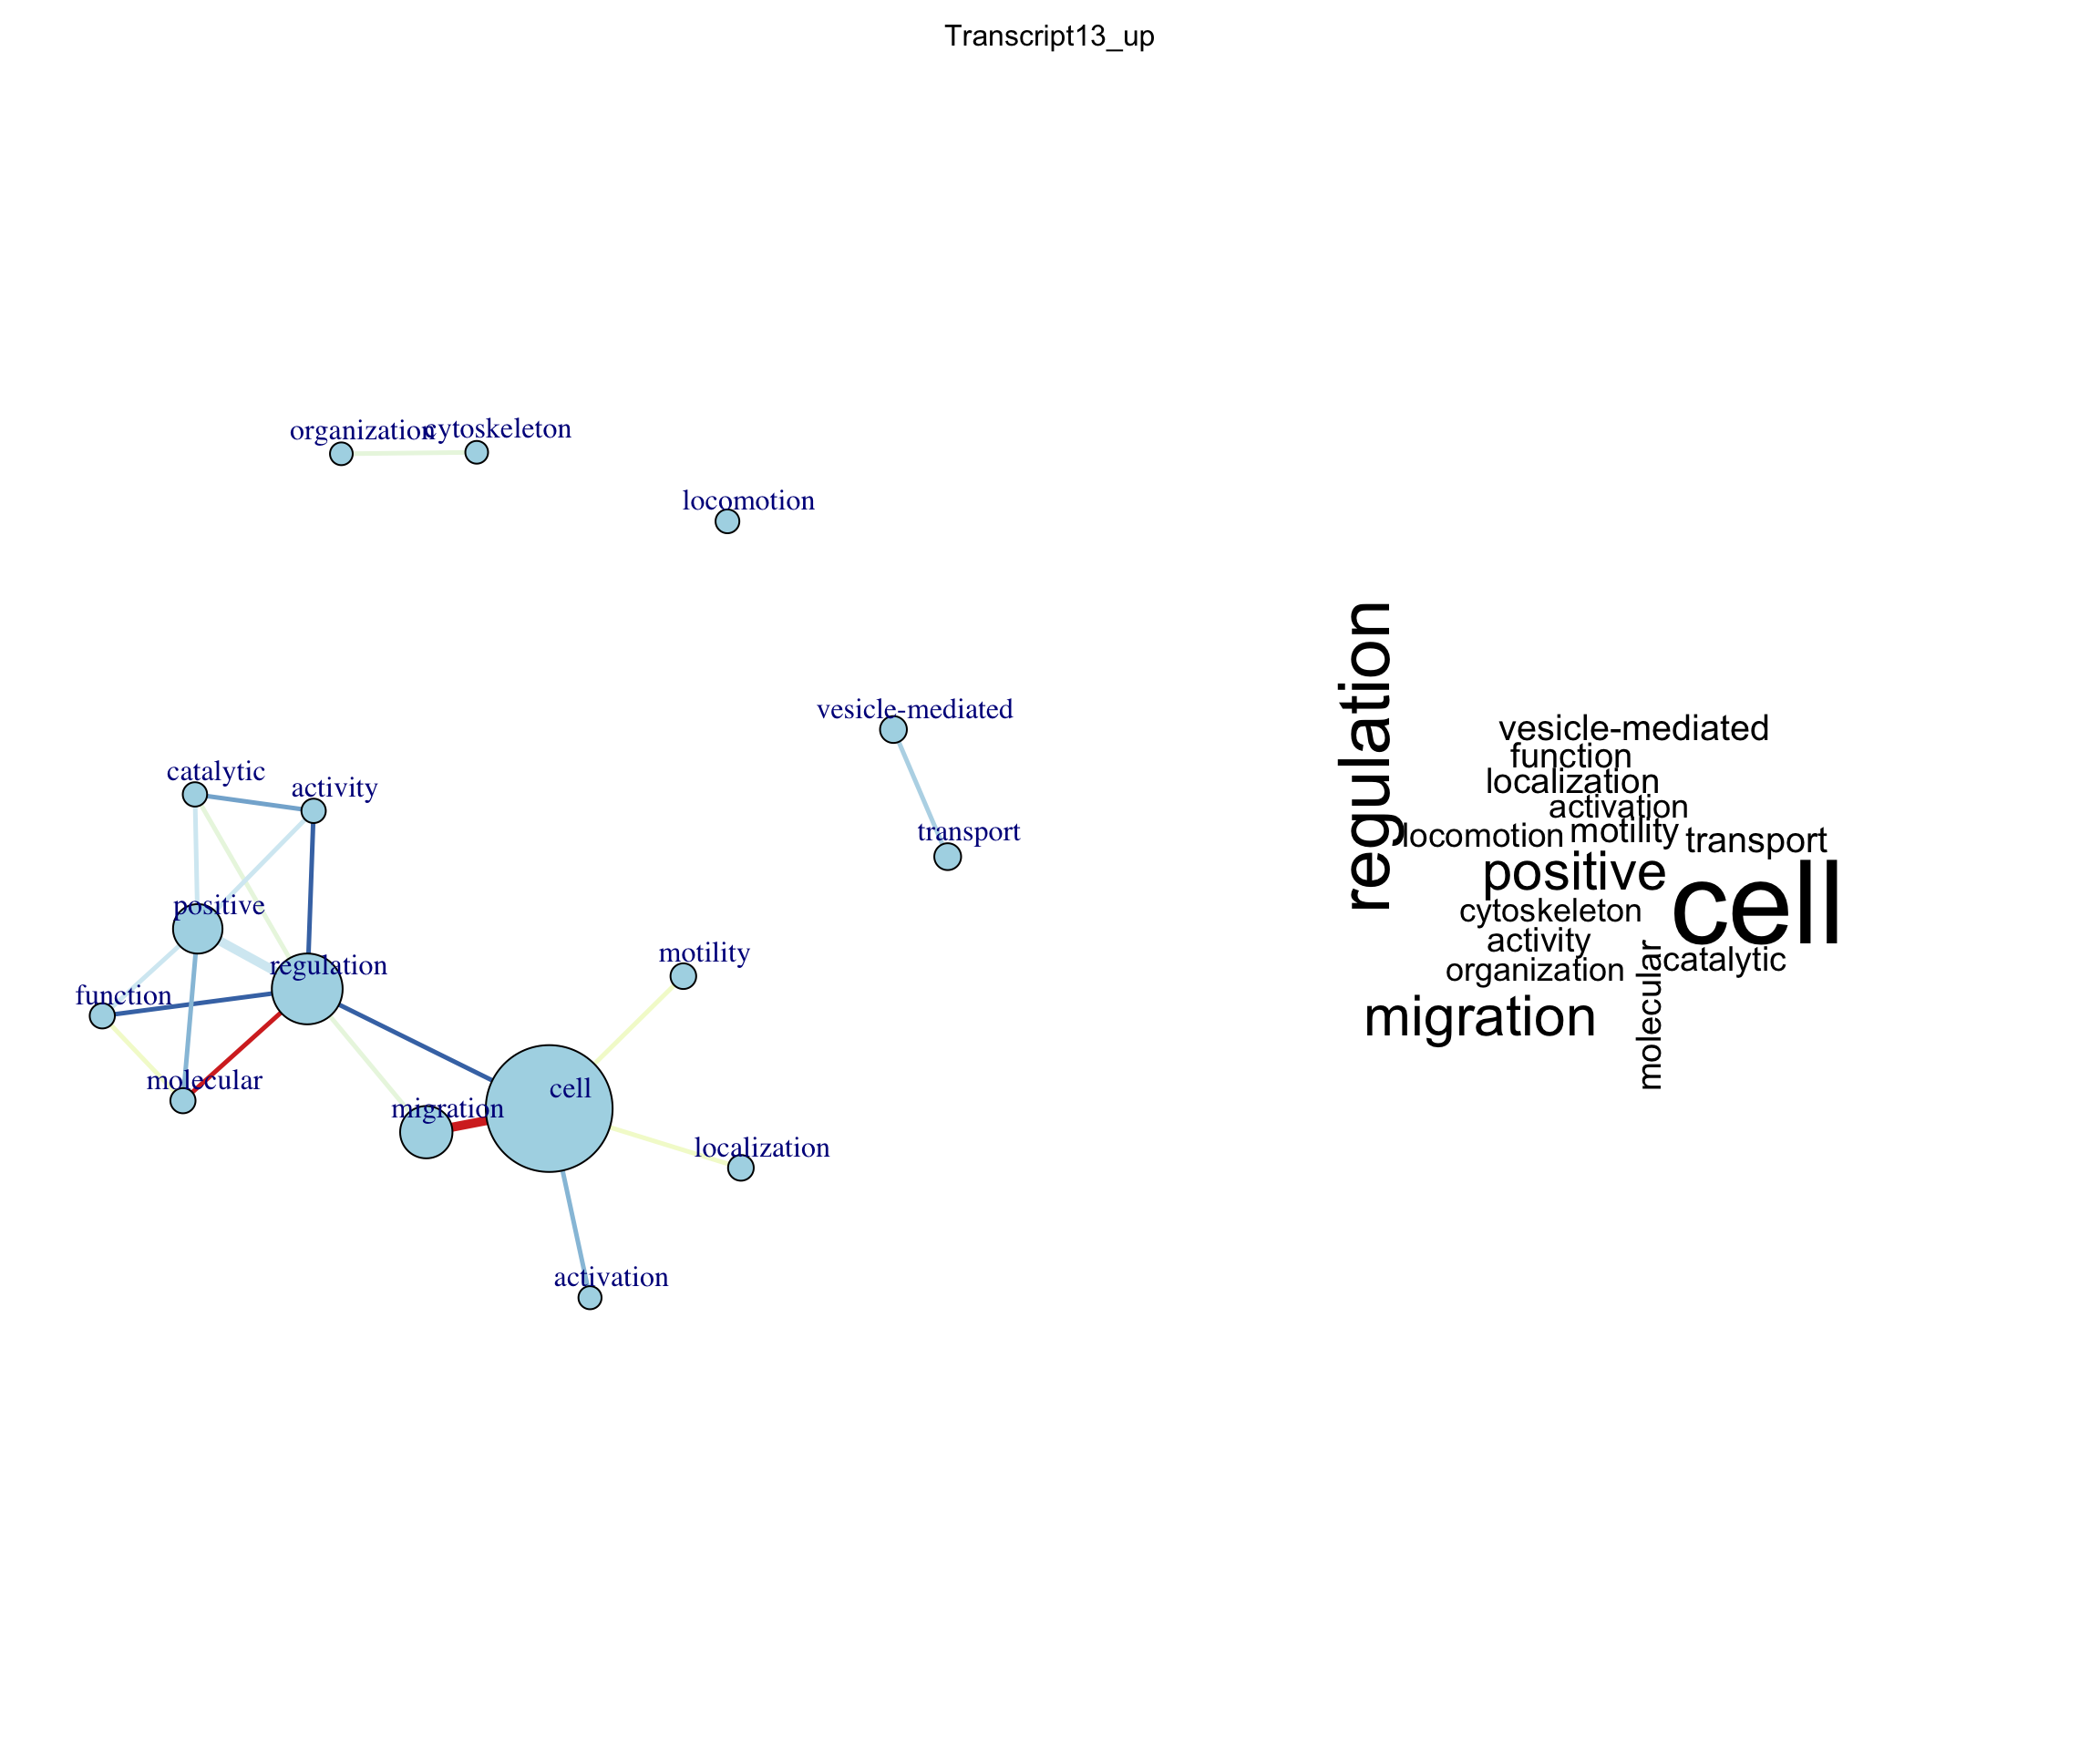 Transcript13_up
organization
cytoskeleton
locomotion
vesicle-mediated
transport
catalytic
activity
positive
regulation
function
molecular
motility
cell
migration
localization
activation
regulation
vesicle-mediated
function
localization
activation
locomotion
motility
transport
positive
cell
cytoskeleton
activity
catalytic
organization
molecular
migration